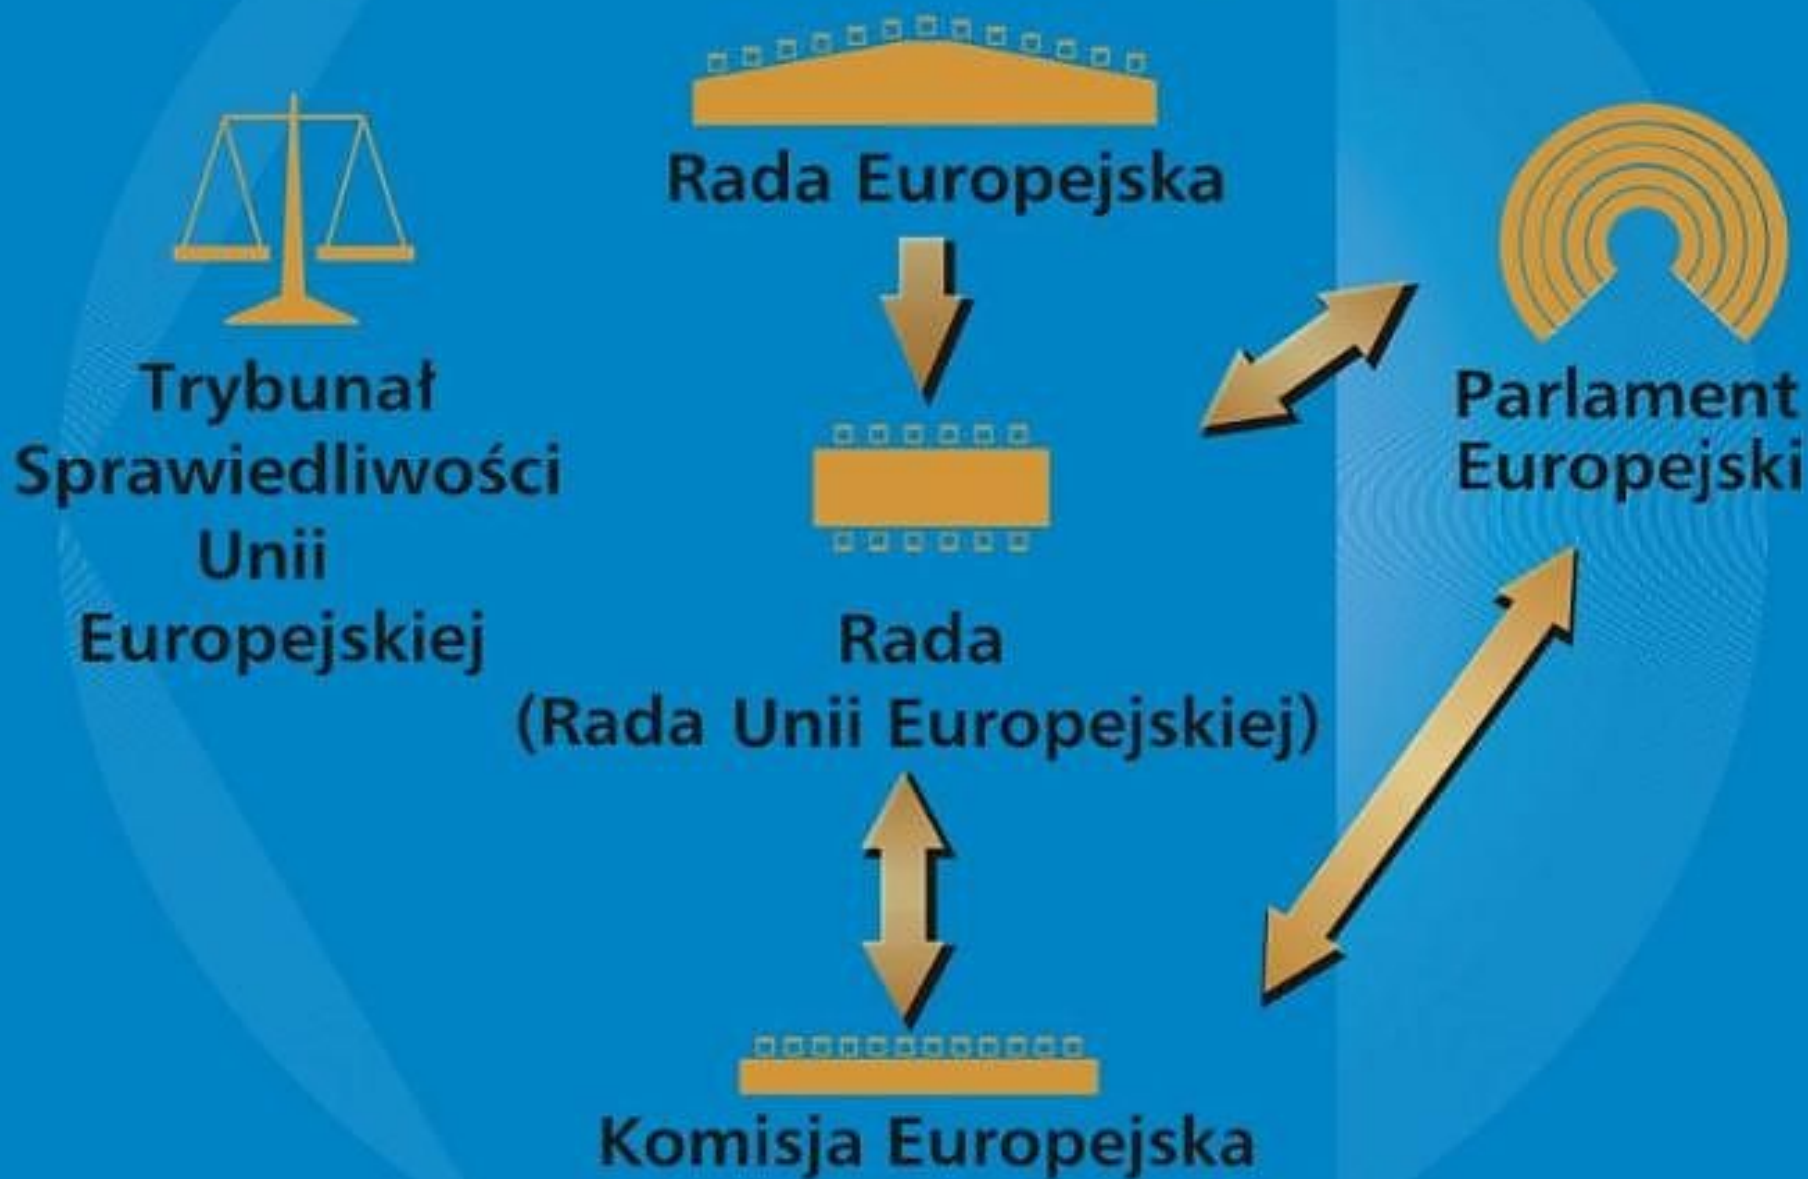 Rada Europejska
Trybunał
Sprawiedliwości
Unii
Europejskiej
Parlament
Europejski
Rada
(Rada Unii Europejskiej)
Komisja Europejska